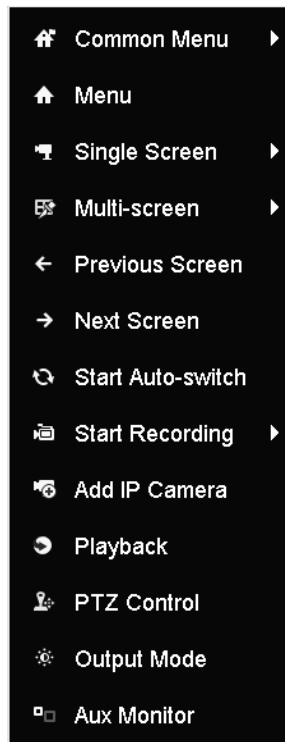 Common Menu
Menu
Single Screen
Multi-screen
Previous Screen
Next Screen
Start Auto-switch
Start Recording
Add IP Camera
Playback
PTZ Control
Output Mode
Aux Monitor